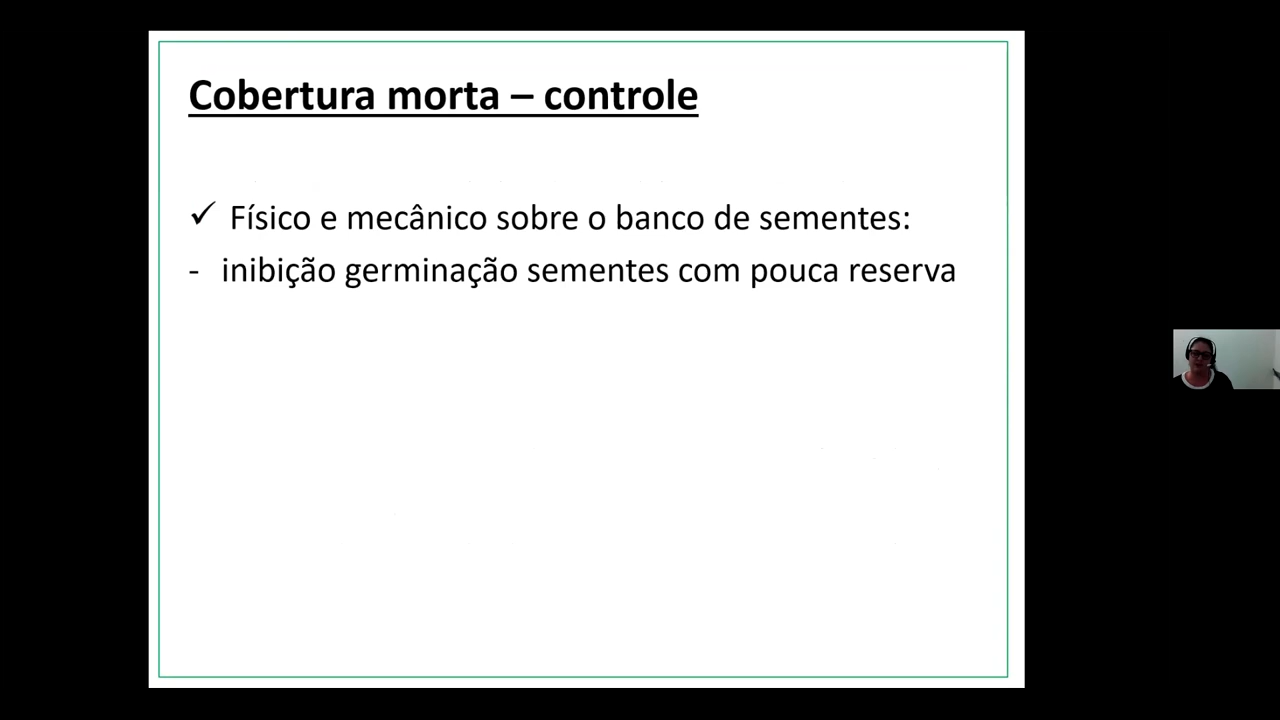 Cobertura morta – controle
✓ Físico e mecânico sobre o banco de sementes:
- inibição germinação sementes com pouca reserva